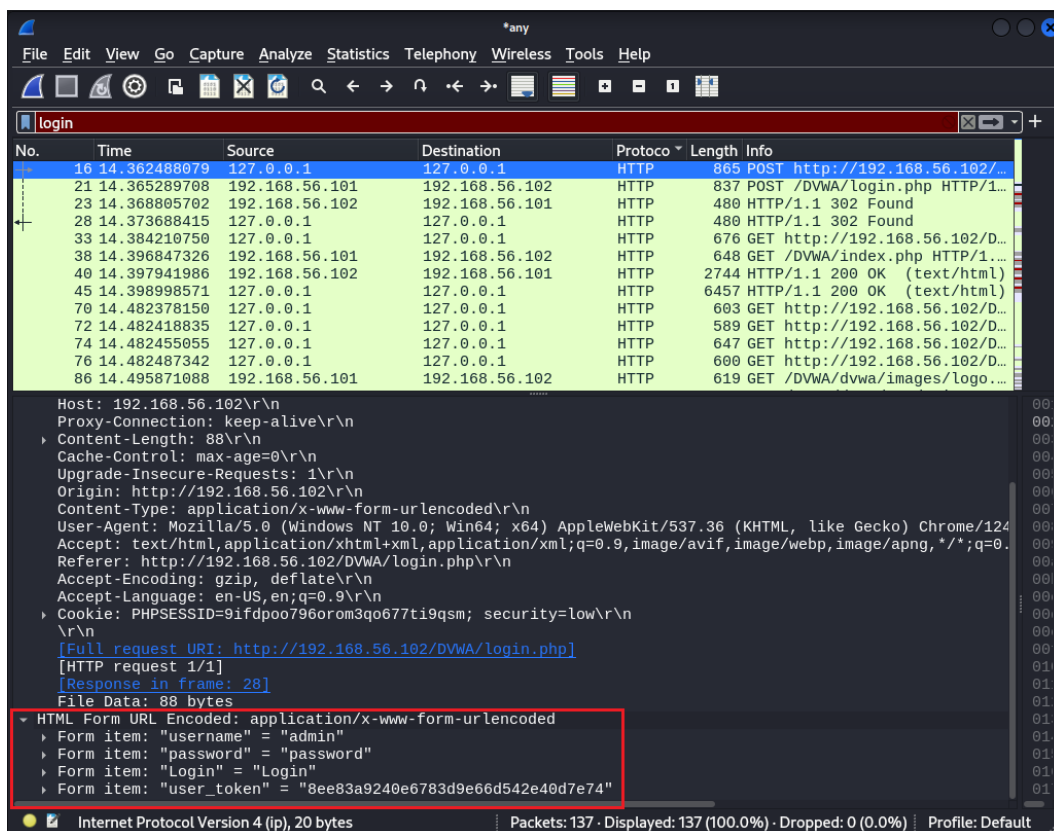 *any
File Edit View Go Capture Analyze Statistics Telephony Wireless Tools Help
login
No. Time Source Destination Protoco Length Info
16 14.362488079 127.0.0.1 127.0.0.1 HTTP 865 POST http://192.168.56.102/…
21 14.365289708 192.168.56.101 192.168.56.102 HTTP 837 POST /DVWA/login.php HTTP/1…
23 14.368805702 192.168.56.102 192.168.56.101 HTTP 480 HTTP/1.1 302 Found
28 14.373688415 127.0.0.1 127.0.0.1 HTTP 480 HTTP/1.1 302 Found
33 14.384210750 127.0.0.1 127.0.0.1 HTTP 676 GET http://192.168.56.102/D…
38 14.396847326 192.168.56.101 192.168.56.102 HTTP 648 GET /DVWA/index.php HTTP/1.…
40 14.397941986 192.168.56.102 192.168.56.101 HTTP 2744 HTTP/1.1 200 OK (text/html)
45 14.398998571 127.0.0.1 127.0.0.1 HTTP 6457 HTTP/1.1 200 OK (text/html)
70 14.482378150 127.0.0.1 127.0.0.1 HTTP 603 GET http://192.168.56.102/D…
72 14.482418835 127.0.0.1 127.0.0.1 HTTP 589 GET http://192.168.56.102/D…
74 14.482455055 127.0.0.1 127.0.0.1 HTTP 647 GET http://192.168.56.102/D…
76 14.482487342 127.0.0.1 127.0.0.1 HTTP 600 GET http://192.168.56.102/D…
86 14.495871088 192.168.56.101 192.168.56.102 HTTP 619 GET /DVWA/dvwa/images/logo.…
Host: 192.168.56.102\r\n
Proxy-Connection: keep-alive\r\n
Content-Length: 88\r\n
Cache-Control: max-age=0\r\n
Upgrade-Insecure-Requests: 1\r\n
Origin: http://192.168.56.102\r\n
Content-Type: application/x-www-form-urlencoded\r\n
User-Agent: Mozilla/5.0 (Windows NT 10.0; Win64; x64) AppleWebKit/537.36 (KHTML, like Gecko) Chrome/124
Accept: text/html,application/xhtml+xml,application/xml;q=0.9,image/avif,image/webp,image/apng,*/*;q=0.
Referer: http://192.168.56.102/DVWA/login.php\r\n
Accept-Encoding: gzip, deflate\r\n
Accept-Language: en-US,en;q=0.9\r\n
Cookie: PHPSESSID=9ifdpoo796orom3qo677ti9qsm; security=low\r\n
\r\n
[Full request URI: http://192.168.56.102/DVWA/login.php]
[HTTP request 1/1]
[Response in frame: 28]
File Data: 88 bytes
HTML Form URL Encoded: application/x-www-form-urlencoded
Form item: "username" = "admin"
Form item: "password" = "password"
Form item: "Login" = "Login"
Form item: "user_token" = "8ee83a9240e6783d9e66d542e40d7e74"
Internet Protocol Version 4 (ip), 20 bytes Packets: 137 · Displayed: 137 (100.0%) · Dropped: 0 (0.0%) Profile: Default